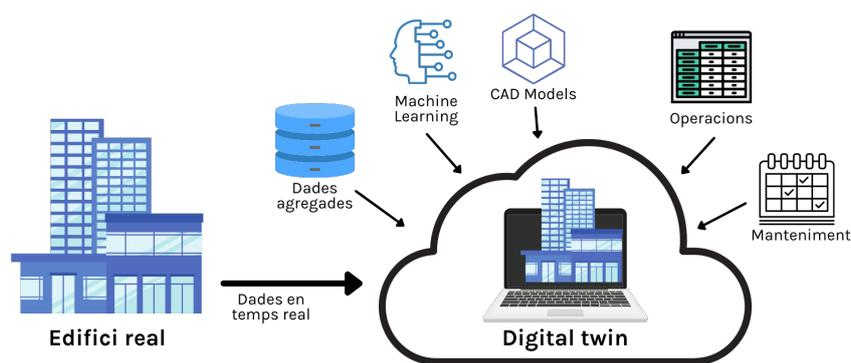 Machine
Learning
CAD Models
Operacions
Dades
agregades
Manteniment
Dades en
temps real
Edifici real
Digital twin